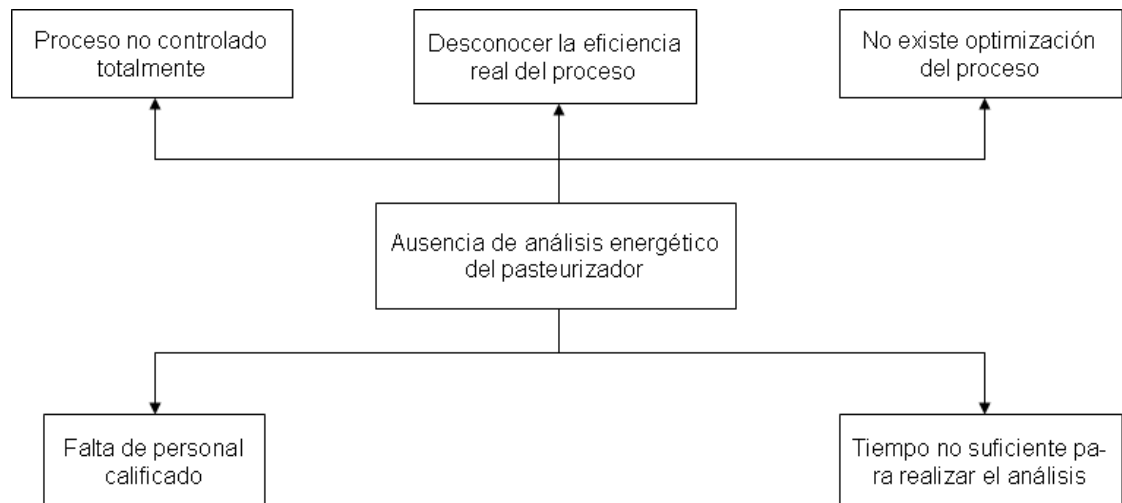 Proceso no controlado
totalmente
Desconocer la eficiencia
real del proceso
No existe optimización
del proceso
Ausencia de análisis energético
del pasteurizador
Falta de personal
calificado
Tiempo no suficiente pa-
ra realizar el análisis